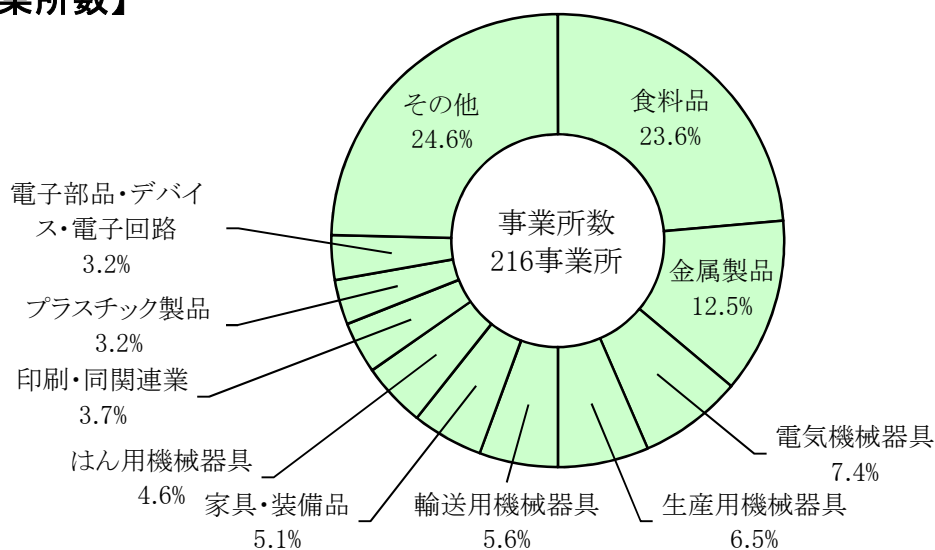 業所数】
その他
24.6%
食料品
23.6%
電子部品・デバイ
ス・電子回路
3.2%
事業所数
216事業所
金属製品
12.5%
プラスチック製品
3.2%
印刷・同関連業
3.7%
電気機械器具
7.4%
はん用機械器具
4.6%
家具・装備品
5.1%
輸送用機械器具
5.6%
生産用機械器具
6.5%